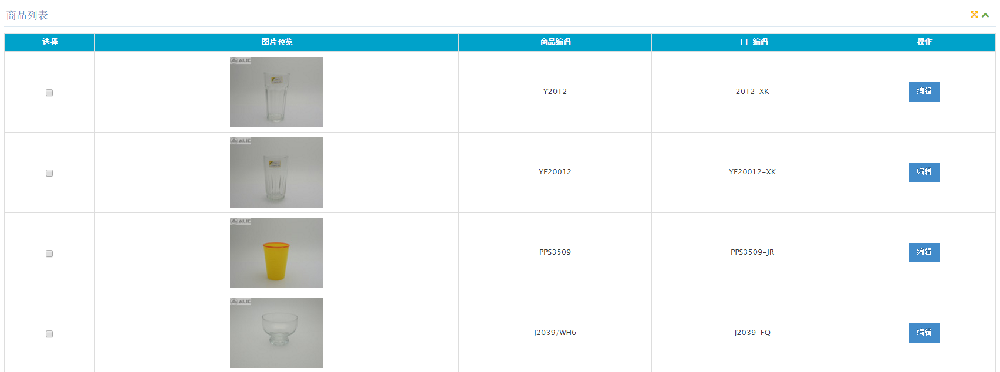 商品列表
选择 图片预览 商品编码 工厂编码 操作
ALIC
Y2012 2012-XK 编辑
ALIC
YF20012 YF20012-XK 编辑
ALIC
PPS3509 PPS3509-JR 编辑
ALIC
J2039/WH6 J2039-FQ 编辑